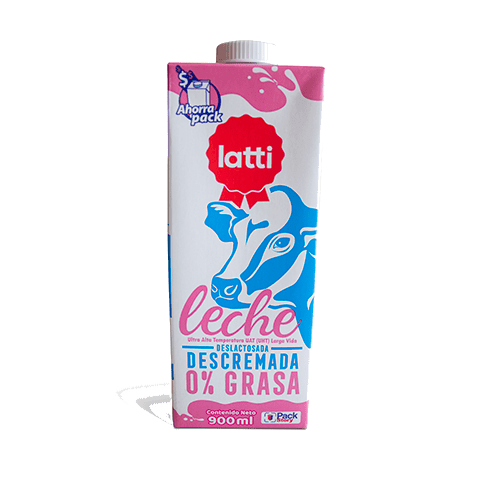 $
Ahorra
pack
latti
leche
Ultra Alta Temperatura UAT (UHT) Larga Vida
DESLACTOSADA
DESCREMADA
0% GRASA
Contenido Neto
900ml
Pack
Story